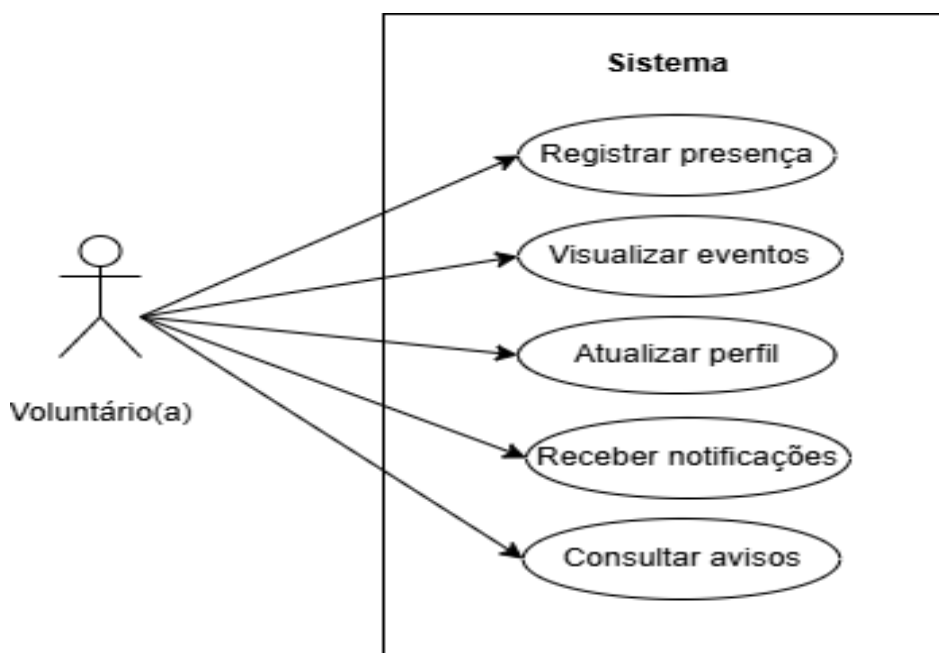 Sistema
Registrar presença
Visualizar eventos
Atualizar perfil
Voluntário(a)
Receber notificações
Consultar avisos